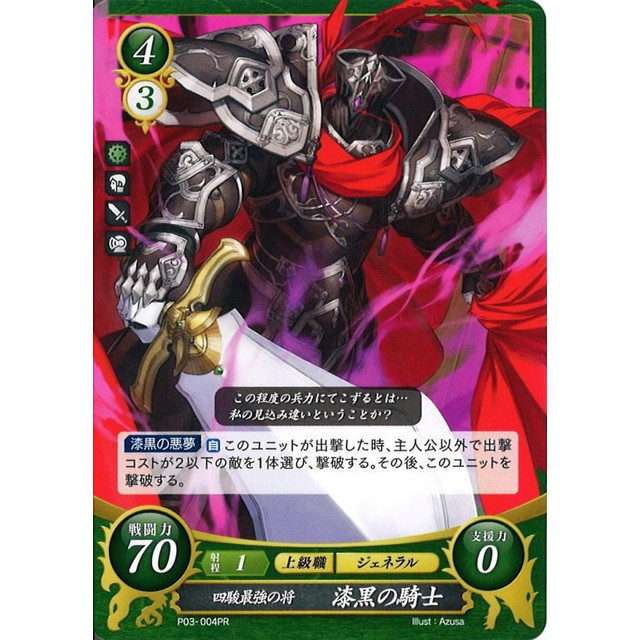 4
3
この程度の兵力にてこずるとは…
私の見込み違いということか?
漆黒の悪夢 自 このユニットが出撃した時、主人公以外で出撃
コストが2以下の敵を1体選び、撃破する。その後、このユニットを
撃破する。
戦闘力
70
射程 1
上級職
ジェネラル
支援力
0
四駿最強の将
漆黒の騎士
P03-004PR
Illust : Azusa